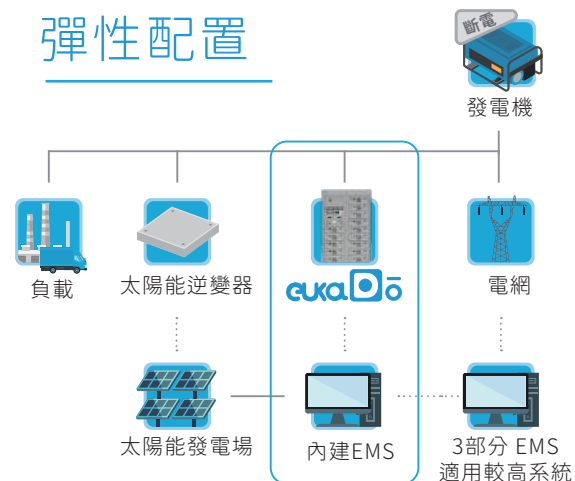 彈性配置
斷電
發電機
負載
太陽能逆變器
eukaDō
電網
太陽能發電場
內建EMS
3部分 EMS
適用較高系統